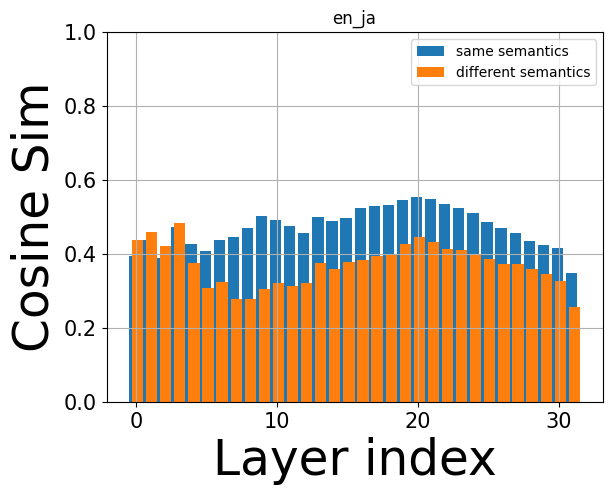 en_ja
same semantics
different semantics
Cosine Sim
1.0
0.8
0.6
0.4
0.2
0.0
0 10 20 30
Layer index